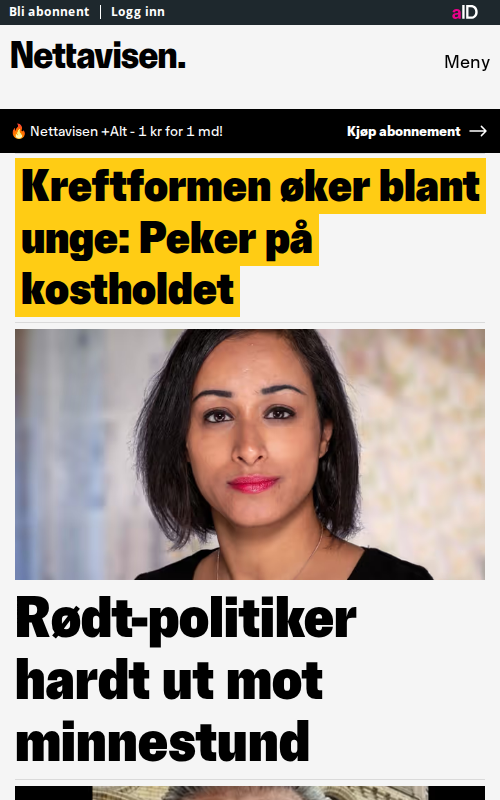 Bli abonnent | Logg inn
aID
Nettavisen.
Meny
🔥 Nettavisen +Alt - 1 kr for 1 md!
Kjøp abonnement →
Kreftformen øker blant
unge: Peker på
kostholdet
Rødt-politiker
hardt ut mot
minnestund